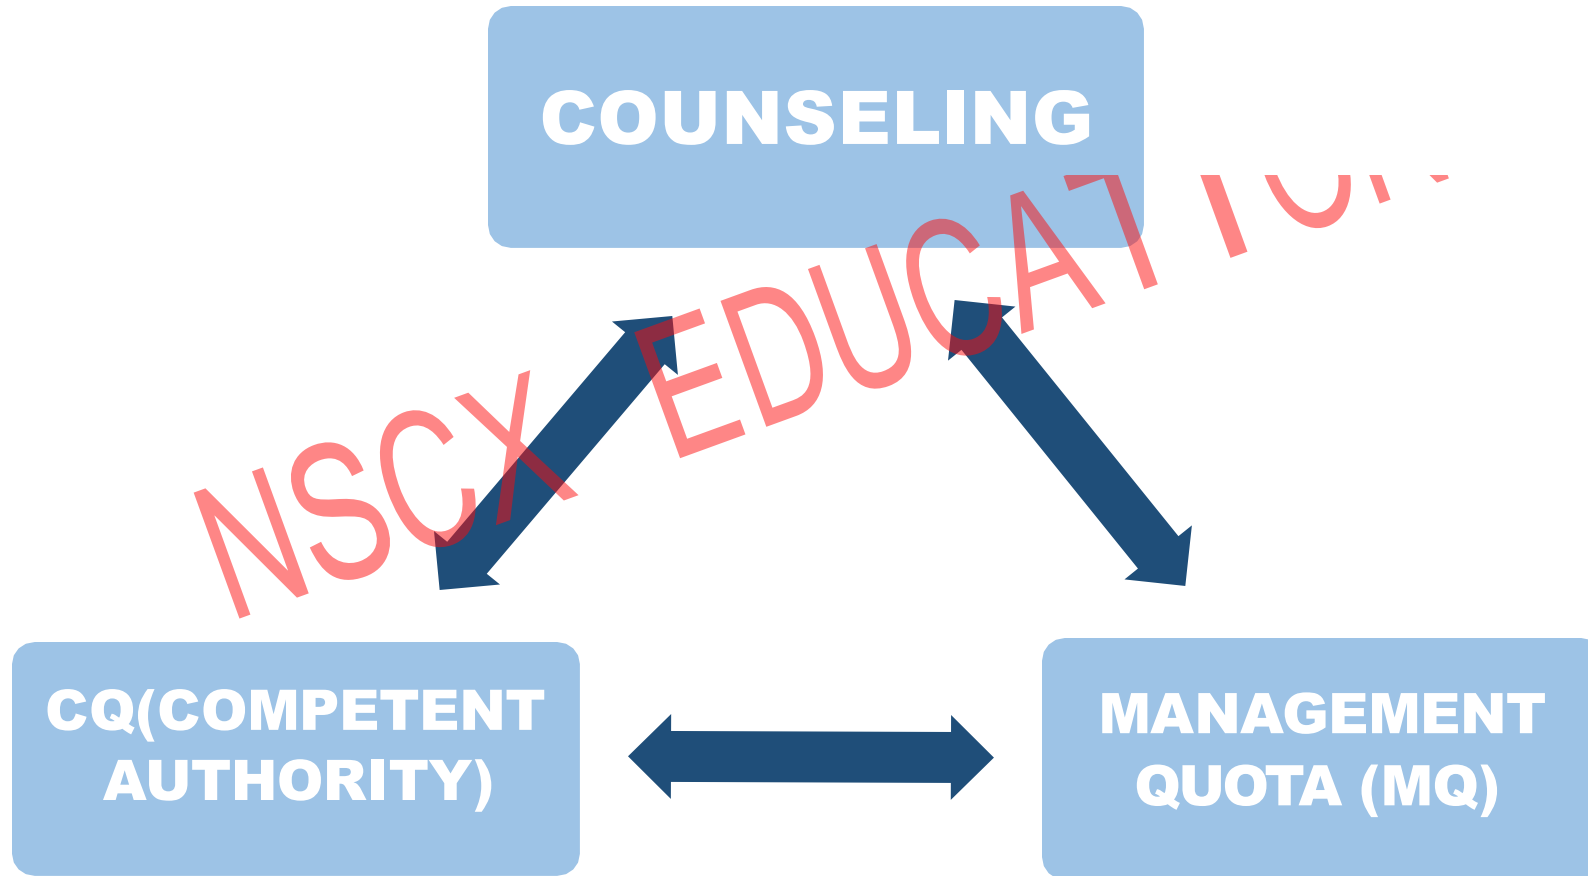 COUNSELING
NSCX EDUCATION
CQ(COMPETENT
AUTHORITY)
MANAGEMENT
QUOTA (MQ)